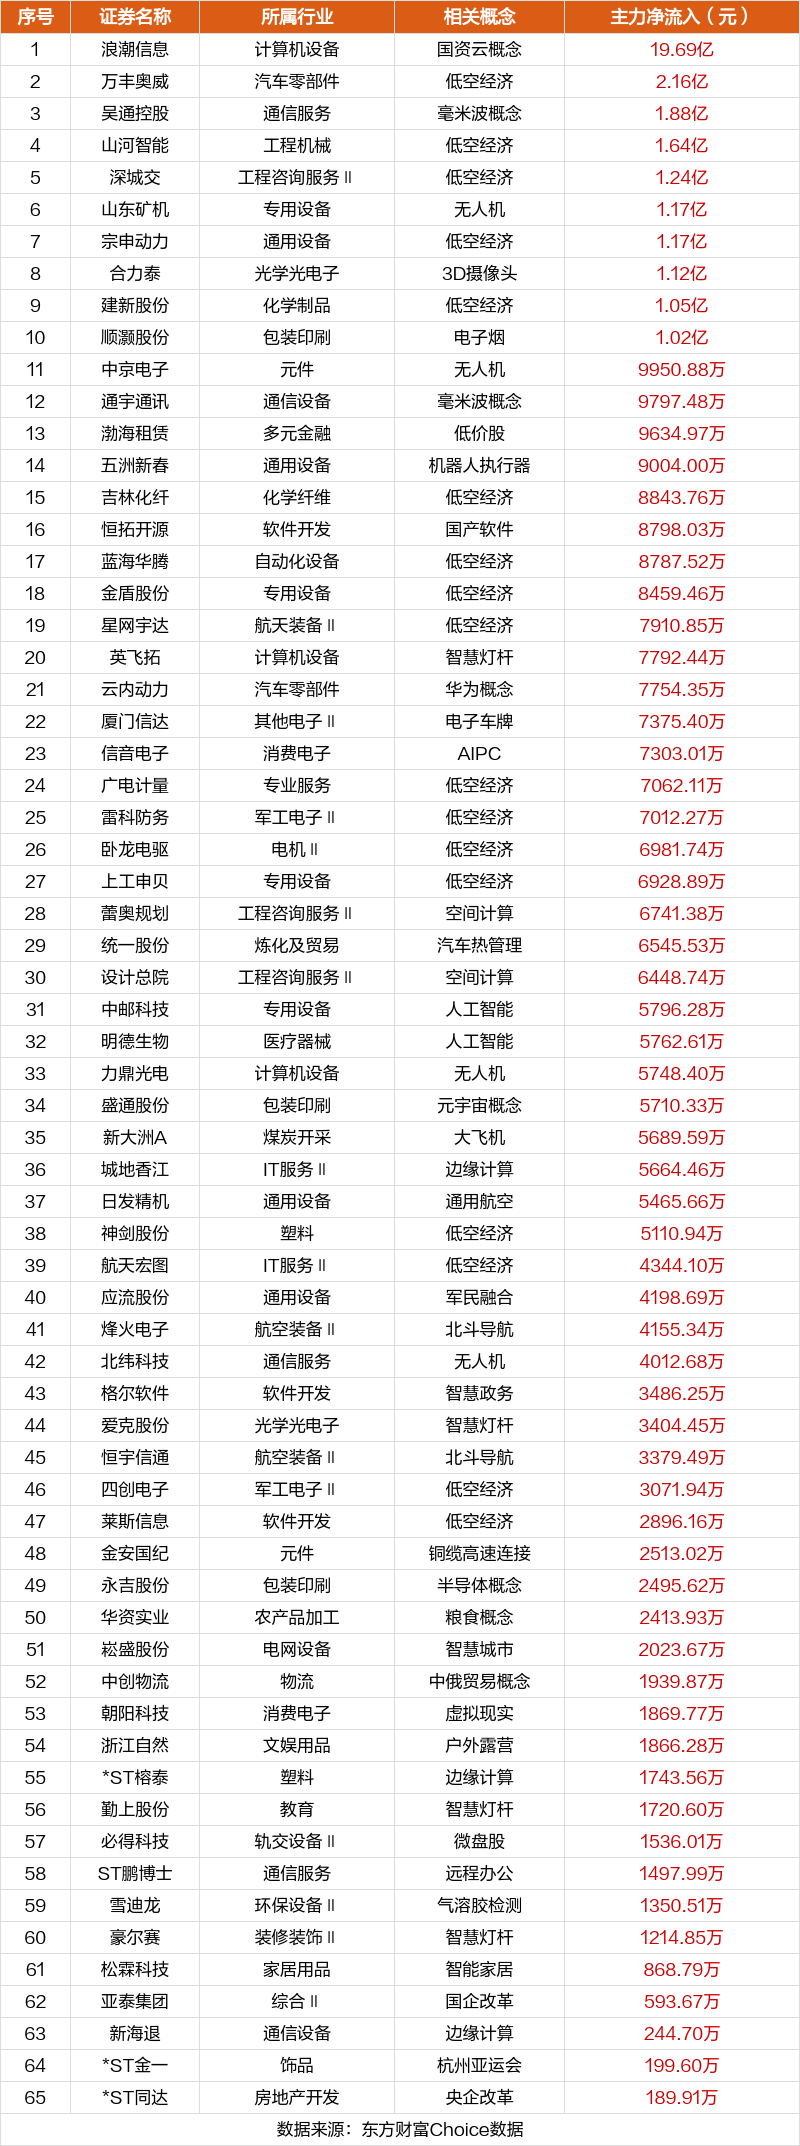 序号 证券名称 所属行业 相关概念 主力净流入（元）
1 浪潮信息 计算机设备 国资云概念 19.69亿
2 万丰奥威 汽车零部件 低空经济 2.16亿
3 吴通控股 通信服务 毫米波概念 1.88亿
4 山河智能 工程机械 低空经济 1.64亿
5 深城交 工程咨询服务Ⅱ 低空经济 1.24亿
6 山东矿机 专用设备 无人机 1.17亿
7 宗申动力 通用设备 低空经济 1.17亿
8 合力泰 光学光电子 3D摄像头 1.12亿
9 建新股份 化学制品 低空经济 1.05亿
10 顺灏股份 包装印刷 电子烟 1.02亿
11 中京电子 元件 无人机 9950.88万
12 通宇通讯 通信设备 毫米波概念 9797.48万
13 渤海租赁 多元金融 低价股 9634.97万
14 五洲新春 通用设备 机器人执行器 9004.00万
15 吉林化纤 化学纤维 低空经济 8843.76万
16 恒拓开源 软件开发 国产软件 8798.03万
17 蓝海华腾 自动化设备 低空经济 8787.52万
18 金盾股份 专用设备 低空经济 8459.46万
19 星网宇达 航天装备Ⅱ 低空经济 7910.85万
20 英飞拓 计算机设备 智慧灯杆 7792.44万
21 云内动力 汽车零部件 华为概念 7754.35万
22 厦门信达 其他电子Ⅱ 电子车牌 7375.40万
23 信音电子 消费电子 AIPC 7303.01万
24 广电计量 专业服务 低空经济 7062.11万
25 雷科防务 军工电子Ⅱ 低空经济 7012.27万
26 卧龙电驱 电机Ⅱ 低空经济 6981.74万
27 上工申贝 专用设备 低空经济 6928.89万
28 蕾奥规划 工程咨询服务Ⅱ 空间计算 6741.38万
29 统一股份 炼化及贸易 汽车热管理 6545.53万
30 设计总院 工程咨询服务Ⅱ 空间计算 6448.74万
31 中邮科技 专用设备 人工智能 5796.28万
32 明德生物 医疗器械 人工智能 5762.61万
33 力鼎光电 计算机设备 无人机 5748.40万
34 盛通股份 包装印刷 元宇宙概念 5710.33万
35 新大洲A 煤炭开采 大飞机 5689.59万
36 城地香江 IT服务Ⅱ 边缘计算 5664.46万
37 日发精机 通用设备 通用航空 5465.66万
38 神剑股份 塑料 低空经济 5110.94万
39 航天宏图 IT服务Ⅱ 低空经济 4344.10万
40 应流股份 通用设备 军民融合 4198.69万
41 烽火电子 航空装备Ⅱ 北斗导航 4155.34万
42 北纬科技 通信服务 无人机 4012.68万
43 格尔软件 软件开发 智慧政务 3486.25万
44 爱克股份 光学光电子 智慧灯杆 3404.45万
45 恒宇信通 航空装备Ⅱ 北斗导航 3379.49万
46 四创电子 军工电子Ⅱ 低空经济 3071.94万
47 莱斯信息 软件开发 低空经济 2896.16万
48 金安国纪 元件 铜缆高速连接 2513.02万
49 永吉股份 包装印刷 半导体概念 2495.62万
50 华资实业 农产品加工 粮食概念 2413.93万
51 崧盛股份 电网设备 智慧城市 2023.67万
52 中创物流 物流 中俄贸易概念 1939.87万
53 朝阳科技 消费电子 虚拟现实 1869.77万
54 浙江自然 文娱用品 户外露营 1866.28万
55 *ST榕泰 塑料 边缘计算 1743.56万
56 勤上股份 教育 智慧灯杆 1720.60万
57 必得科技 轨交设备Ⅱ 微盘股 1536.01万
58 ST鹏博士 通信服务 远程办公 1497.99万
59 雪迪龙 环保设备Ⅱ 气溶胶检测 1350.51万
60 豪尔赛 装修装饰Ⅱ 智慧灯杆 1214.85万
61 松霖科技 家居用品 智能家居 868.79万
62 亚泰集团 综合Ⅱ 国企改革 593.67万
63 新海退 通信设备 边缘计算 244.70万
64 *ST金一 饰品 杭州亚运会 199.60万
65 *ST同达 房地产开发 央企改革 189.91万
数据来源：东方财富Choice数据